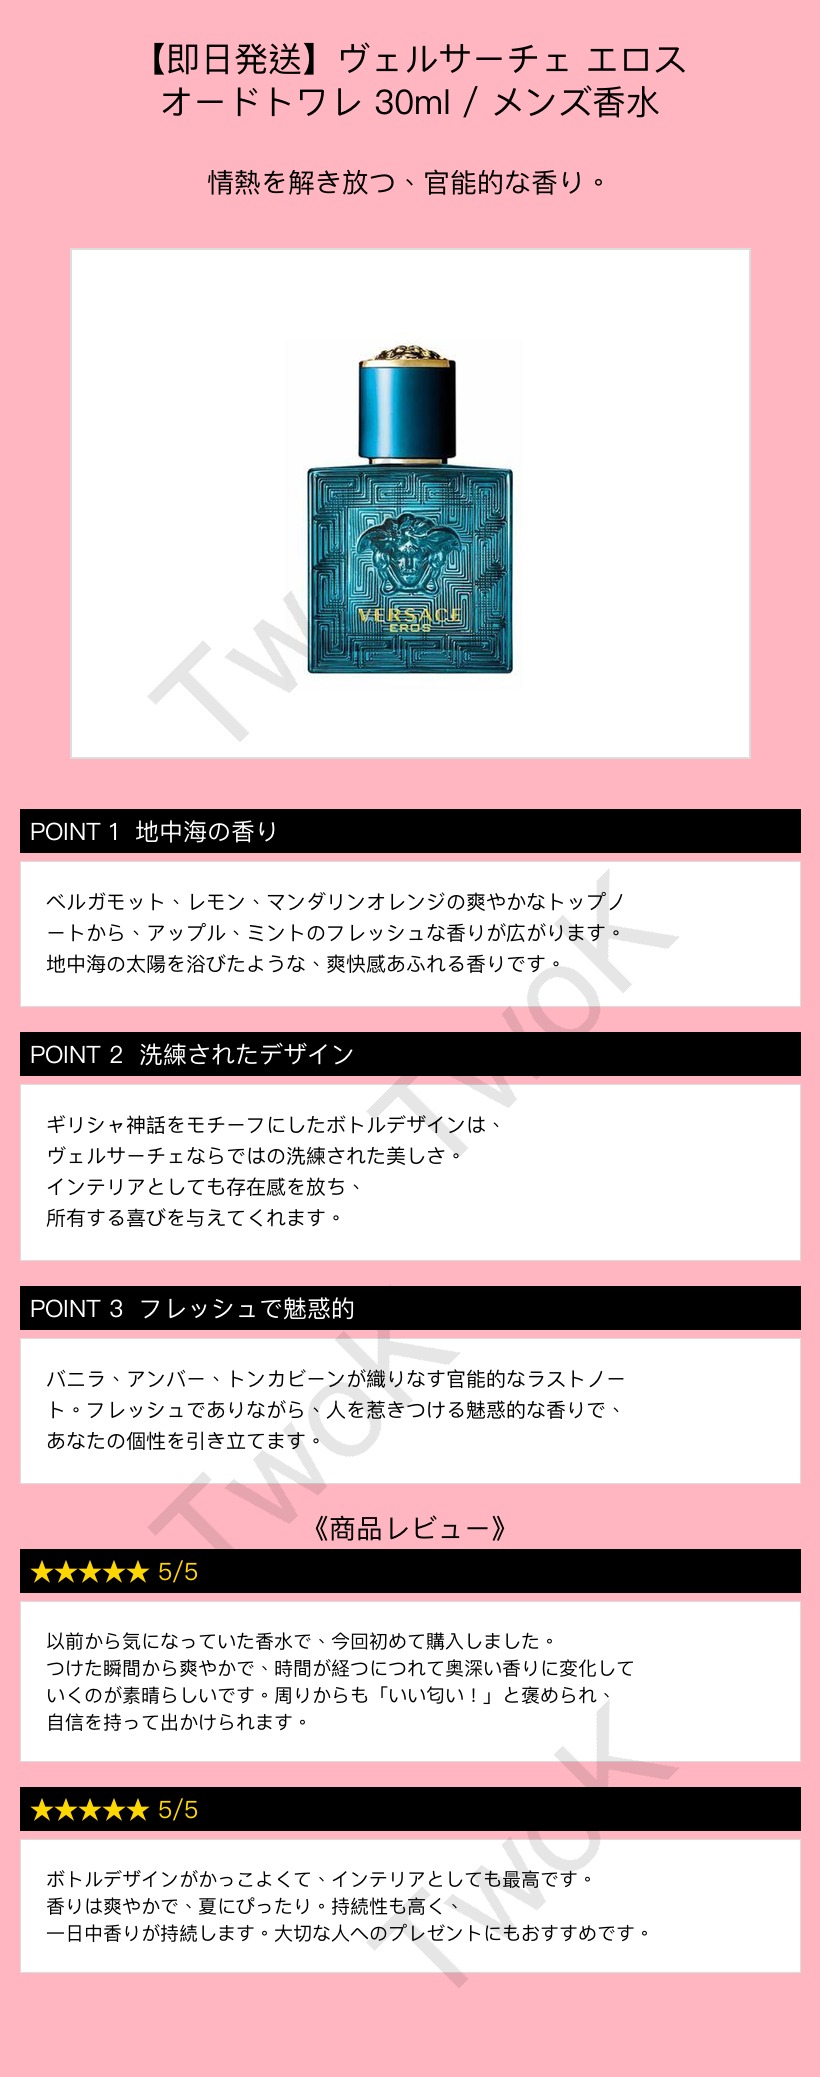 【即日発送】ヴェルサーチェ エロス
オードトワレ 30ml / メンズ香水
情熱を解き放つ、官能的な香り。
VERSACE
EROS
TwoK
POINT 1 地中海の香り
ベルガモット、レモン、マンダリンオレンジの爽やかなトップノ
ートから、アップル、ミントのフレッシュな香りが広がります。
地中海の太陽を浴びたような、爽快感あふれる香りです。
TwoK
POINT 2 洗練されたデザイン
ギリシャ神話をモチーフにしたボトルデザインは、
ヴェルサーチェならではの洗練された美しさ。
インテリアとしても存在感を放ち、
所有する喜びを与えてくれます。
POINT 3 フレッシュで魅惑的
バニラ、アンバー、トンカビーンが織りなす官能的なラストノー
ト。フレッシュでありながら、人を惹きつける魅惑的な香りで、
あなたの個性を引き立てます。
TwoK
《商品レビュー》
★★★★★ 5/5
以前から気になっていた香水で、今回初めて購入しました。
つけた瞬間から爽やかで、時間が経つにつれて奥深い香りに変化して
いくのが素晴らしいです。周りからも「いい匂い！」と褒められ、
自信を持って出かけられます。
★★★★★ 5/5
ボトルデザインがかっこよくて、インテリアとしても最高です。
香りは爽やかで、夏にぴったり。持続性も高く、
一日中香りが持続します。大切な人へのプレゼントにもおすすめです。
TwoK